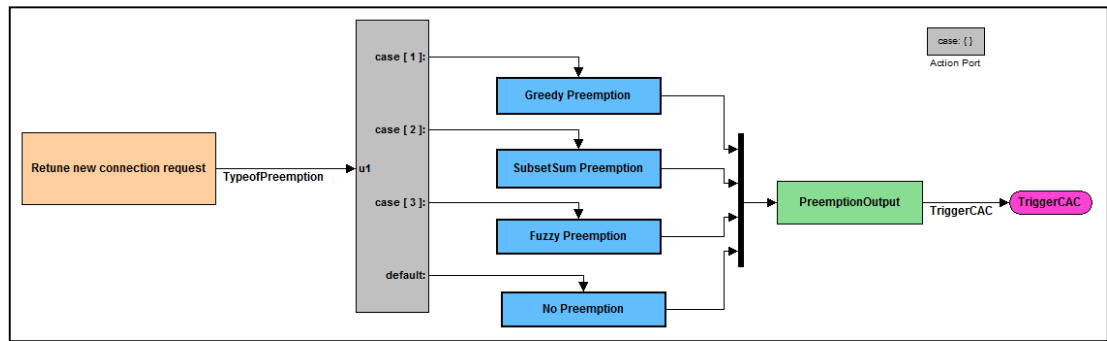 case: { }
Action Port
case [ 1 ]:
Greedy Preemption
case [ 2 ]:
Retune new connection request
TypeofPreemption
u1
SubsetSum Preemption
case [ 3 ]:
Fuzzy Preemption
default:
No Preemption
PreemptionOutput
TriggerCAC
TriggerCAC